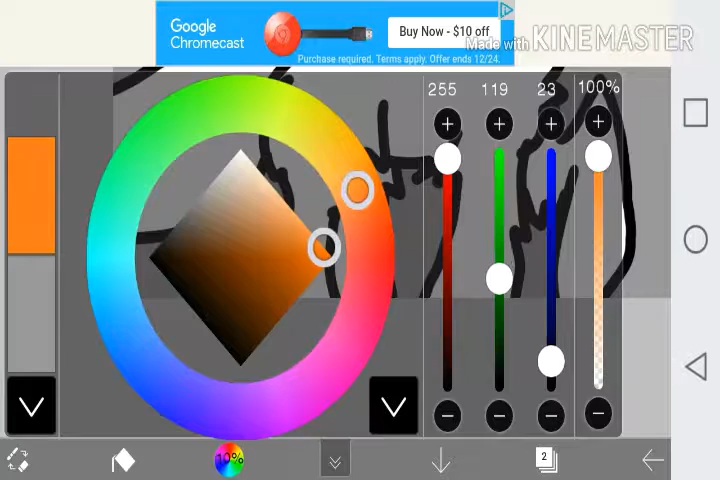 Google
Chromecast
Buy Now - $10 off
Purchase required. Terms apply. Offer ends 12/24.
Made with KINEMASTER
255 119 23 100%
10%
2